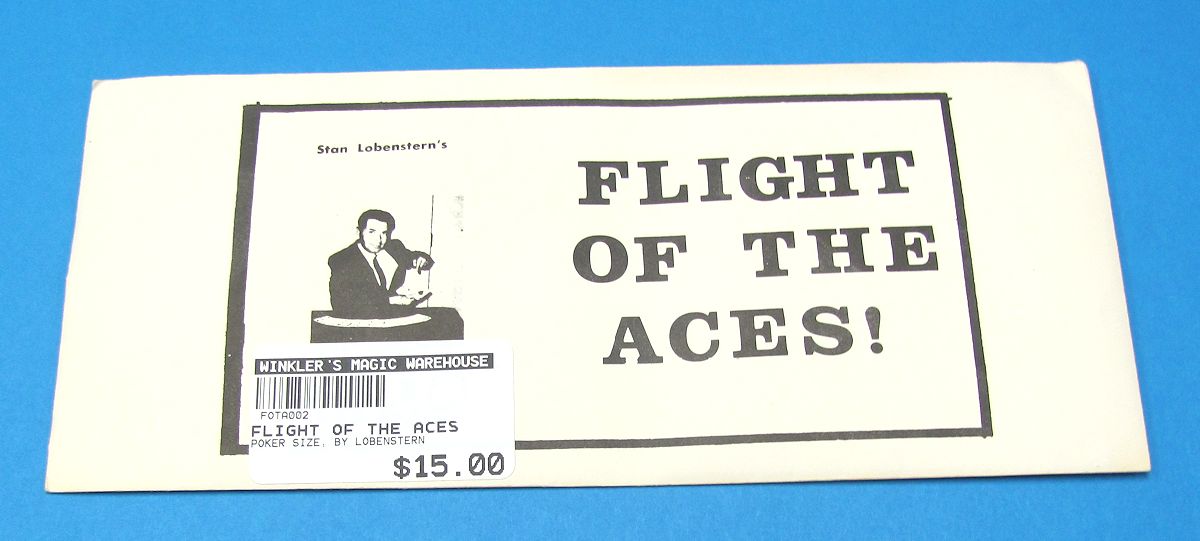 Stan Lobenstern's
FLIGHT
OF THE
ACES!
WINKLER'S MAGIC WAREHOUSE
FOTA002
FLIGHT OF THE ACES
POKER SIZE, BY LOBENSTERN
$15.00